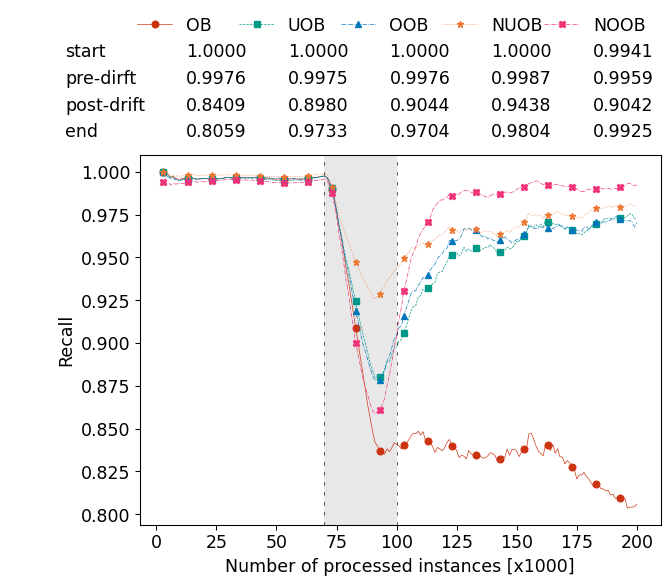 OB UOB OOB NUOB NOOB
start 1.0000 1.0000 1.0000 1.0000 0.9941
pre-dirft 0.9976 0.9975 0.9976 0.9987 0.9959
post-drift 0.8409 0.8980 0.9044 0.9438 0.9042
end 0.8059 0.9733 0.9704 0.9804 0.9925
1.000
0.975
0.950
0.925
0.900
0.875
0.850
0.825
0.800
Recall
0 25 50 75 100 125 150 175 200
Number of processed instances [x1000]